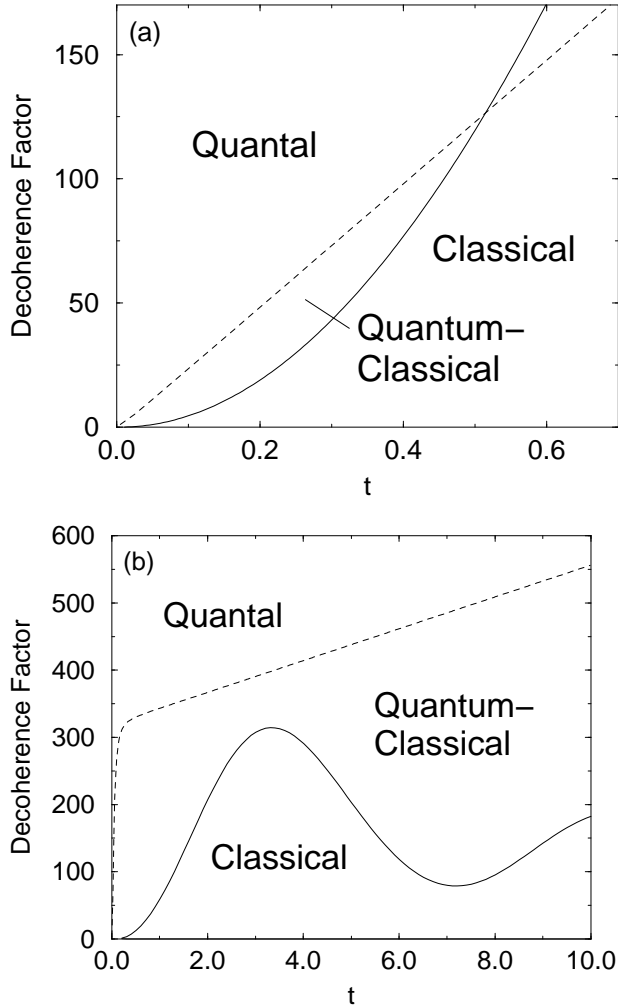 (a)
150
100
50
0
Decoherence Factor
Quantal
Classical
Quantum–
Classical
0.0 0.2 0.4 0.6
t
(b)
600
500
400
300
200
100
0
Decoherence Factor
Quantal
Quantum–
Classical
Classical
0.0 2.0 4.0 6.0 8.0 10.0
t